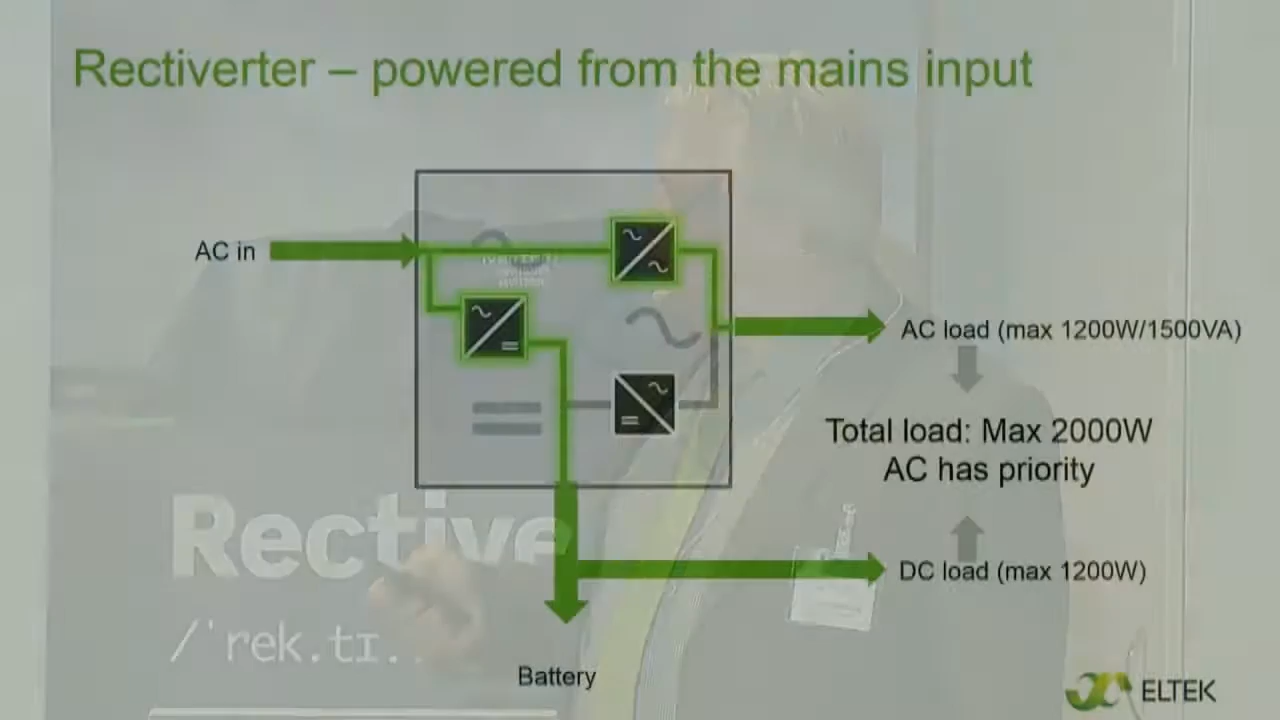 Rectiverter – powered from the mains input
AC in
AC load (max 1200W/1500VA)
Total load: Max 2000W
AC has priority
DC load (max 1200W)
Rective
/ˈrek.tɪ.
Battery
ELTEK